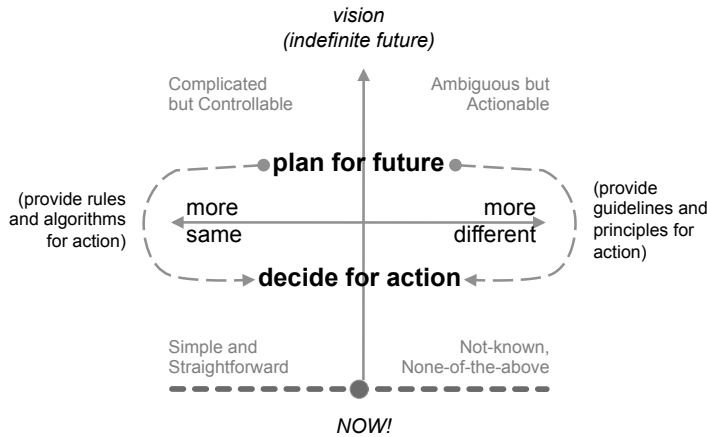 vision
(indefinite future)
Complicated
but Controllable
Ambiguous but
Actionable
plan for future
(provide rules
and algorithms
for action)
more
same
more
different
(provide
guidelines and
principles for
action)
decide for action
Simple and
Straightforward
Not-known,
None-of-the-above
NOW!